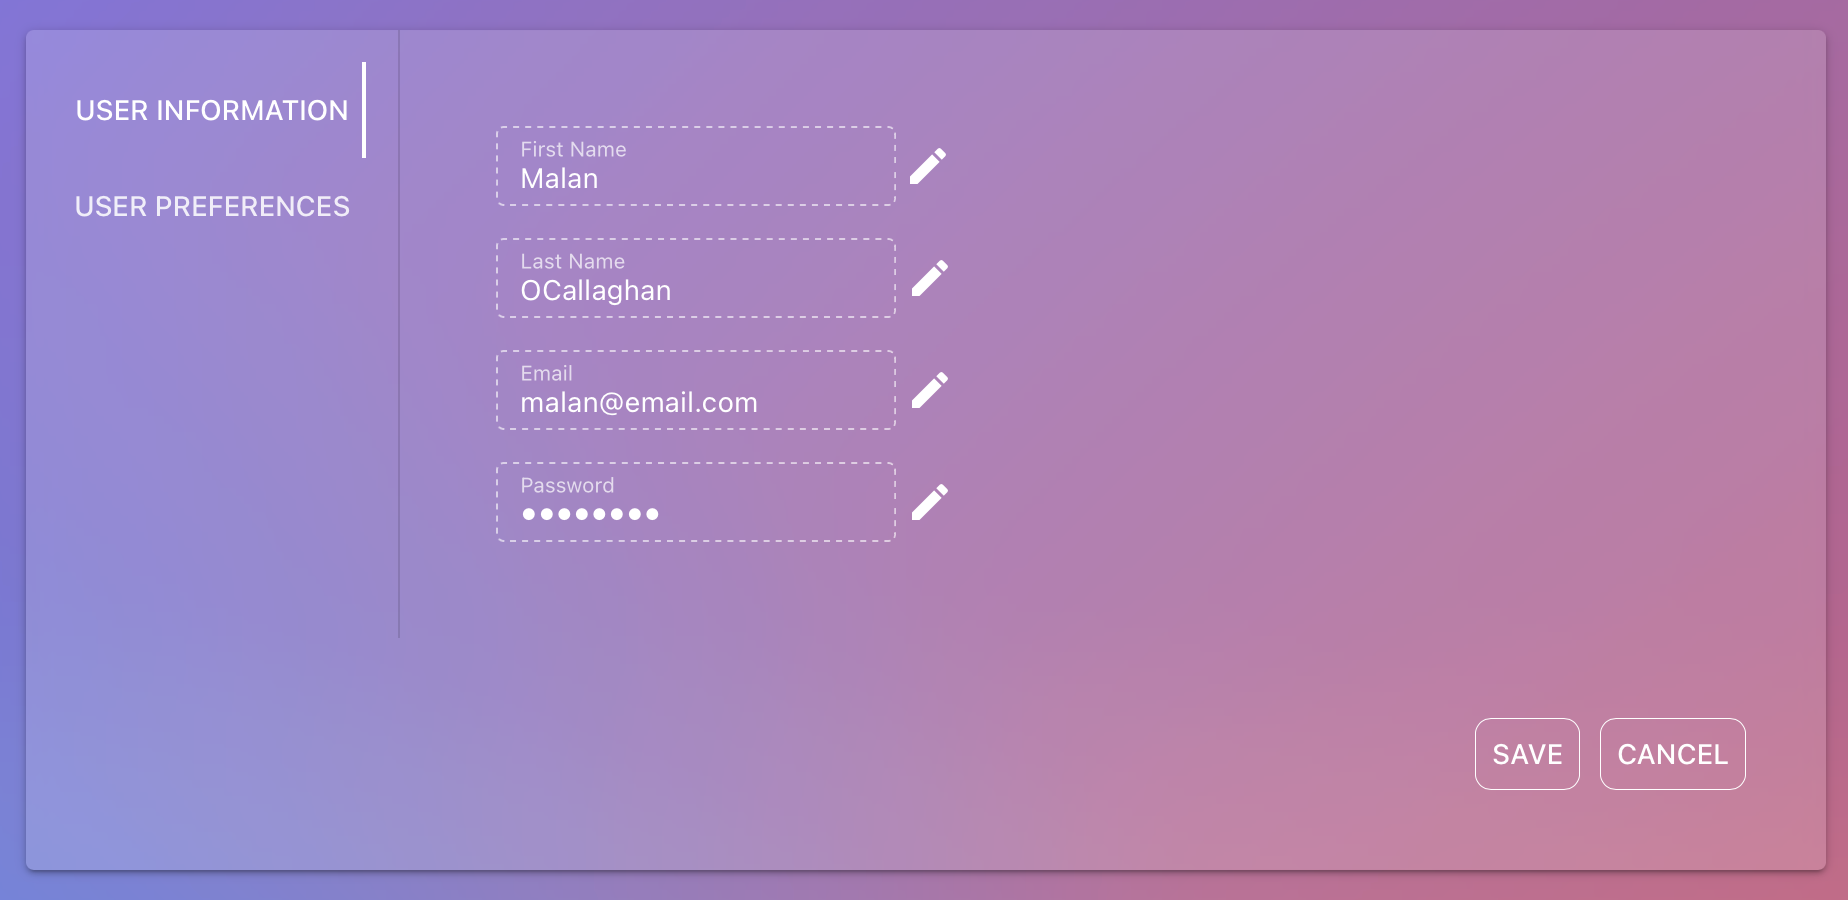 USER INFORMATION
USER PREFERENCES
First Name
Malan
Last Name
OCallaghan
Email
malan@email.com
Password
●●●●●●●●
SAVE
CANCEL